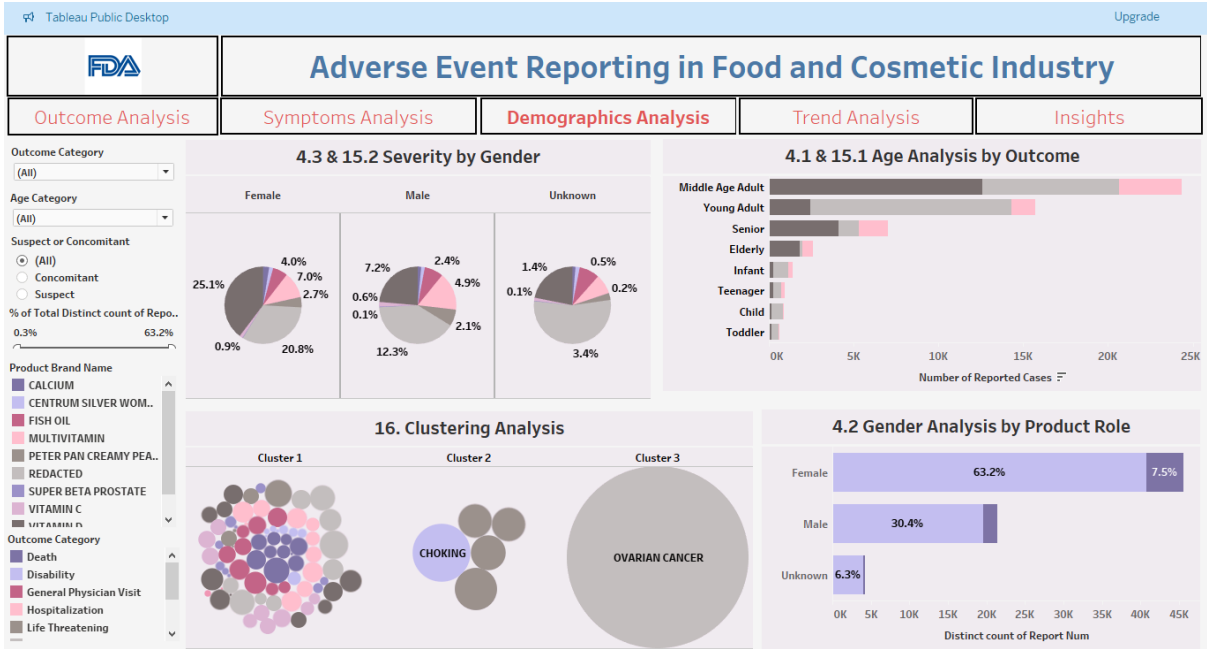 Tableau Public Desktop
Upgrade
FDA
Adverse Event Reporting in Food and Cosmetic Industry
Outcome Analysis
Symptoms Analysis
Demographics Analysis
Trend Analysis
Insights
Outcome Category
(All)
Age Category
(All)
Suspect or Concomitant
(All)
Concomitant
Suspect
% of Total Distinct count of Repo..
0.3%
63.2%
Product Brand Name
CALCIUM
CENTRUM SILVER WOM..
FISH OIL
MULTIVITAMIN
PETER PAN CREAMY PEA..
REDACTED
SUPER BETA PROSTATE
VITAMIN C
VITAMIN D
Outcome Category
Death
Disability
General Physician Visit
Hospitalization
Life Threatening
4.3 & 15.2 Severity by Gender
Female
Male
Unknown
4.0%
7.0%
2.7%
25.1%
0.9%
20.8%
2.4%
7.2%
4.9%
0.6%
0.1%
2.1%
12.3%
1.4%
0.5%
0.1%
0.2%
3.4%
4.1 & 15.1 Age Analysis by Outcome
Middle Age Adult
Young Adult
Senior
Elderly
Infant
Teenager
Child
Toddler
0K
5K
10K
15K
20K
25K
Number of Reported Cases
16. Clustering Analysis
Cluster 1
Cluster 2
Cluster 3
CHOKING
OVARIAN CANCER
4.2 Gender Analysis by Product Role
Female
63.2%
7.5%
Male
30.4%
Unknown
6.3%
0K
5K
10K
15K
20K
25K
30K
35K
40K
45K
Distinct count of Report Num